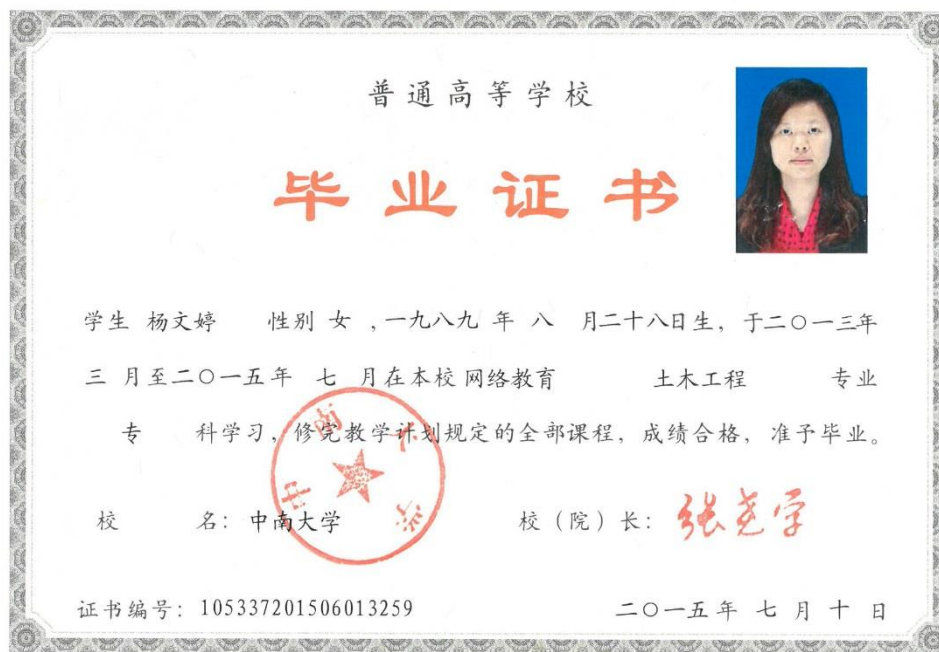 普通高等学校
毕业证书
学生 杨文婷 性别 女 ,一九八九 年 八 月二十八日生, 于二〇一三年
三 月至二〇一五年 七 月在本校 网络教育 土木工程 专业
专 科学习, 修完教学计划规定的全部课程, 成绩合格, 准予毕业。
中南大学
校 名: 中南大学 校(院)长: 张尧学
证书编号: 105337201506013259 二〇一五年 七 月 十 日